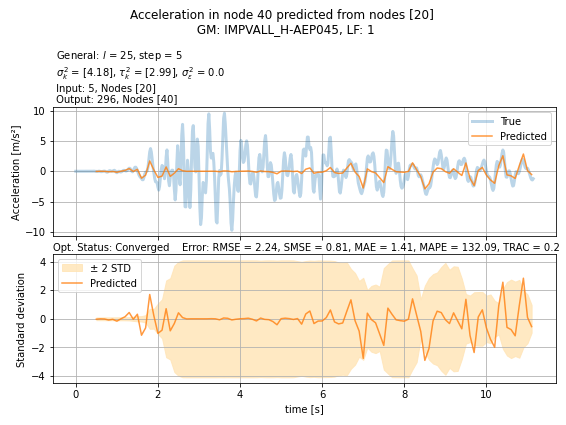 Acceleration in node 40 predicted from nodes [20]
GM: IMPVALL_H-AEP045, LF: 1
General: l = 25, step = 5
σ²ₖ = [4.18], τ²ₖ = [2.99], σ²ₑ = 0.0
Input: 5, Nodes [20]
Output: 296, Nodes [40]
Acceleration [m/s²]
10
5
0
−5
−10
True
Predicted
Opt. Status: Converged Error: RMSE = 2.24, SMSE = 0.81, MAE = 1.41, MAPE = 132.09, TRAC = 0.2
Standard deviation
4
2
0
−2
−4
± 2 STD
Predicted
0 2 4 6 8 10
time [s]